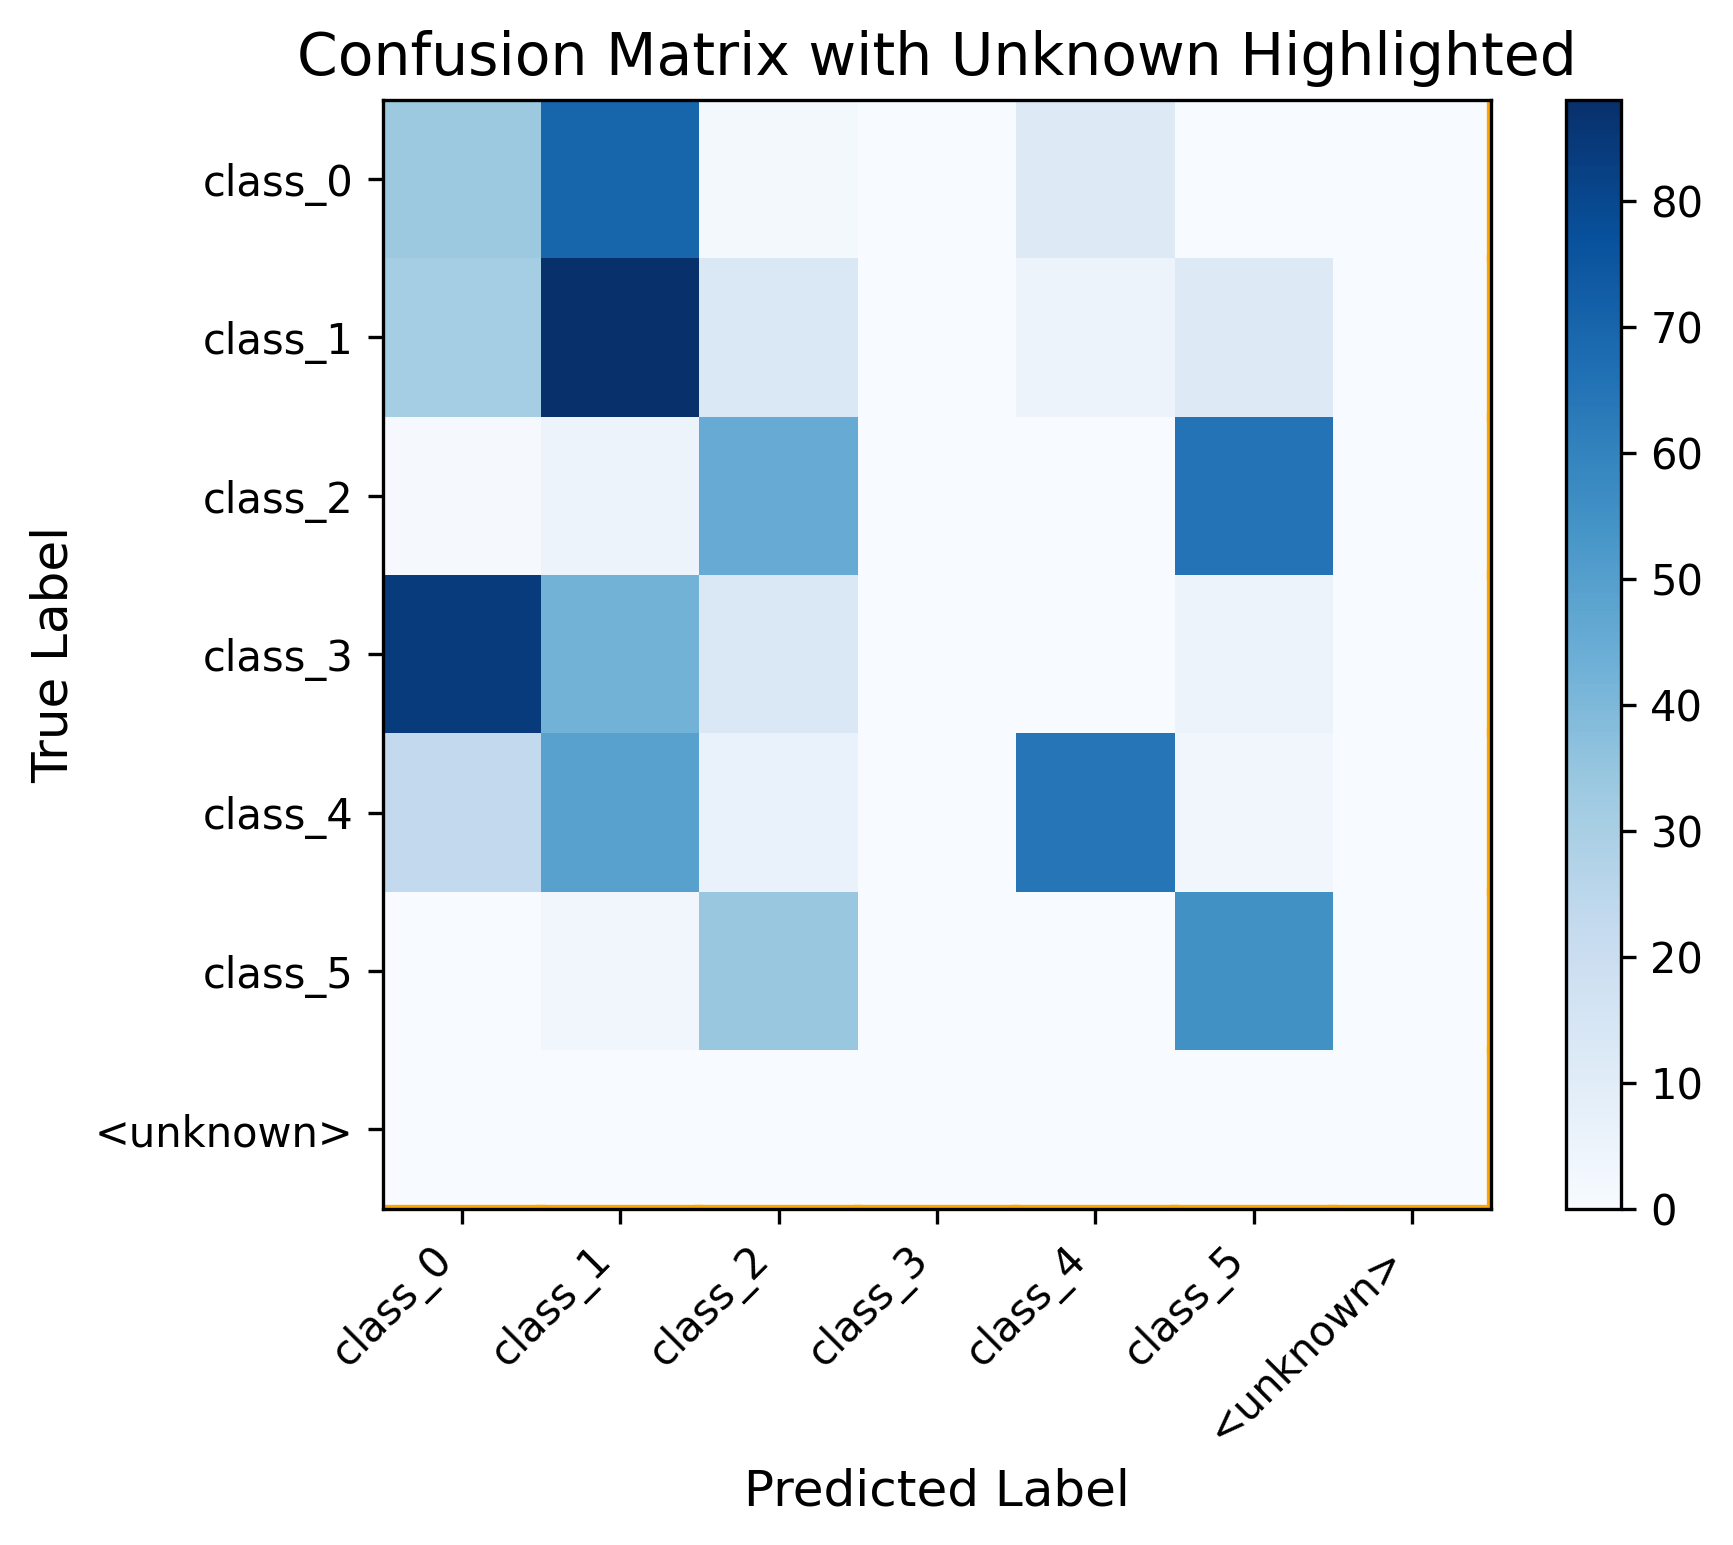 Confusion Matrix with Unknown Highlighted
True Label
class_0
class_1
class_2
class_3
class_4
class_5
<unknown>
class_0
class_1
class_2
class_3
class_4
class_5
<unknown>
Predicted Label
80
70
60
50
40
30
20
10
0